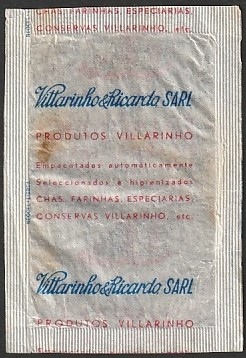 CHAS, FARINHAS, ESPECIARIAS,
CONSERVAS VILLARINHO, etc.
Villarinho & Ricardo SARL
PRODUTOS VILLARINHO
Empacotados automàticamente
Seleccionados e higienizados
CHAS, FARINHAS, ESPECIARIAS,
CONSERVAS VILLARINHO, etc.
Villarinho & Ricardo SARL
PRODUTOS VILLARINHO